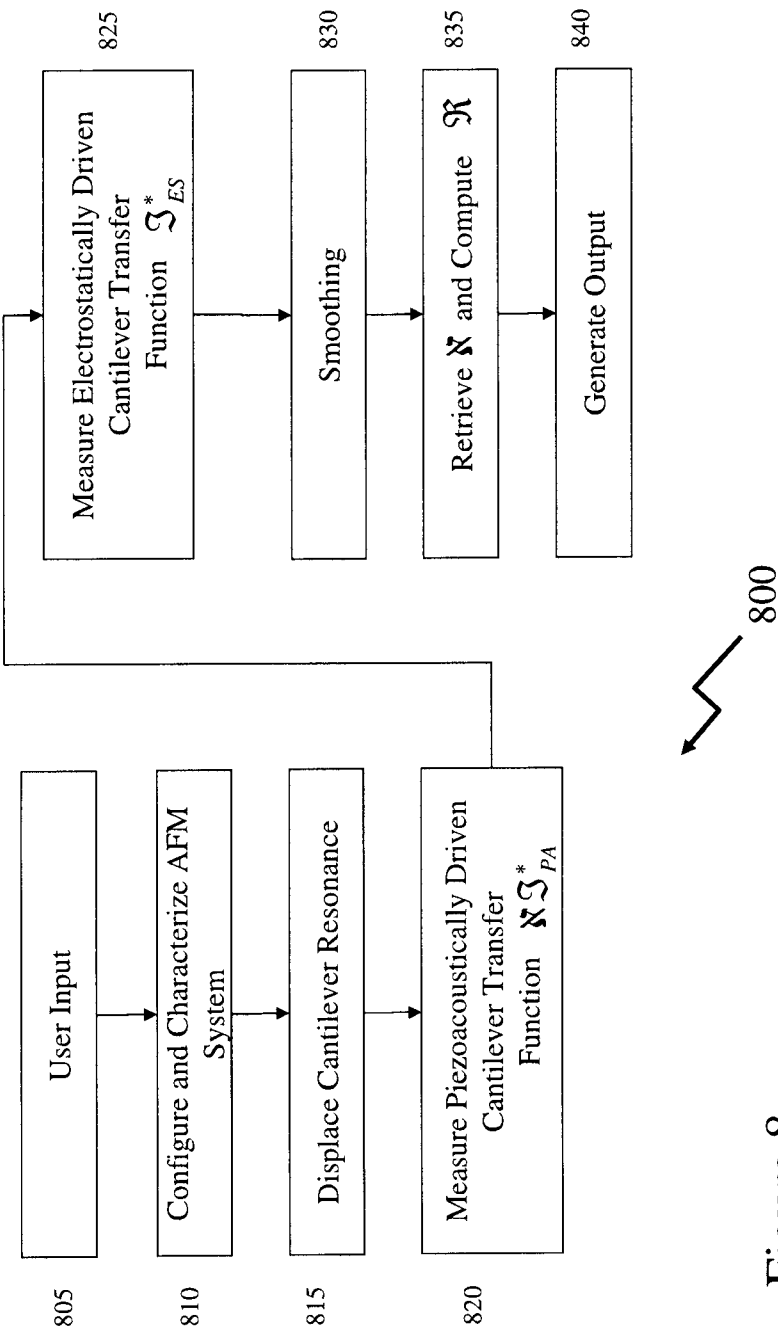 805
User Input
810
Configure and Characterize AFM
System
815
Displace Cantilever Resonance
820
Measure Piezoacoustically Driven
Cantilever Transfer
Function ℵ ℑ*PA
825
Measure Electrostatically Driven
Cantilever Transfer
Function ℑ*ES
830
Smoothing
835
Retrieve ℵ and Compute ℜ
840
Generate Output
800
Figure 8